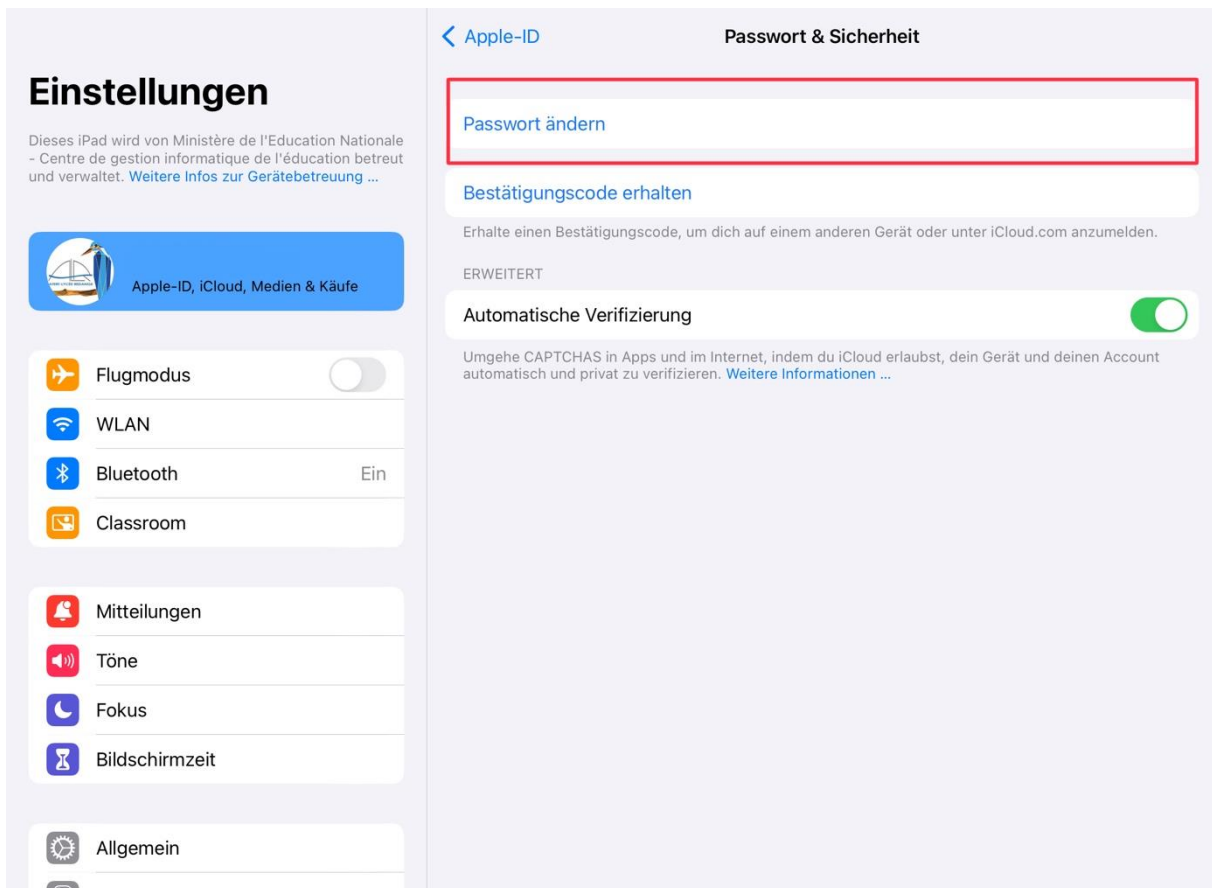 Einstellungen
Dieses iPad wird von Ministère de l'Education Nationale
- Centre de gestion informatique de l'éducation betreut
und verwaltet. Weitere Infos zur Gerätebetreuung ...
Apple-ID, iCloud, Medien & Käufe
Flugmodus
WLAN
Bluetooth Ein
Classroom
Mitteilungen
Töne
Fokus
Bildschirmzeit
Allgemein
Apple-ID
Passwort & Sicherheit
Passwort ändern
Bestätigungscode erhalten
Erhalte einen Bestätigungscode, um dich auf einem anderen Gerät oder unter iCloud.com anzumelden.
ERWEITERT
Automatische Verifizierung
Umgehe CAPTCHAS in Apps und im Internet, indem du iCloud erlaubst, dein Gerät und deinen Account
automatisch und privat zu verifizieren. Weitere Informationen ...